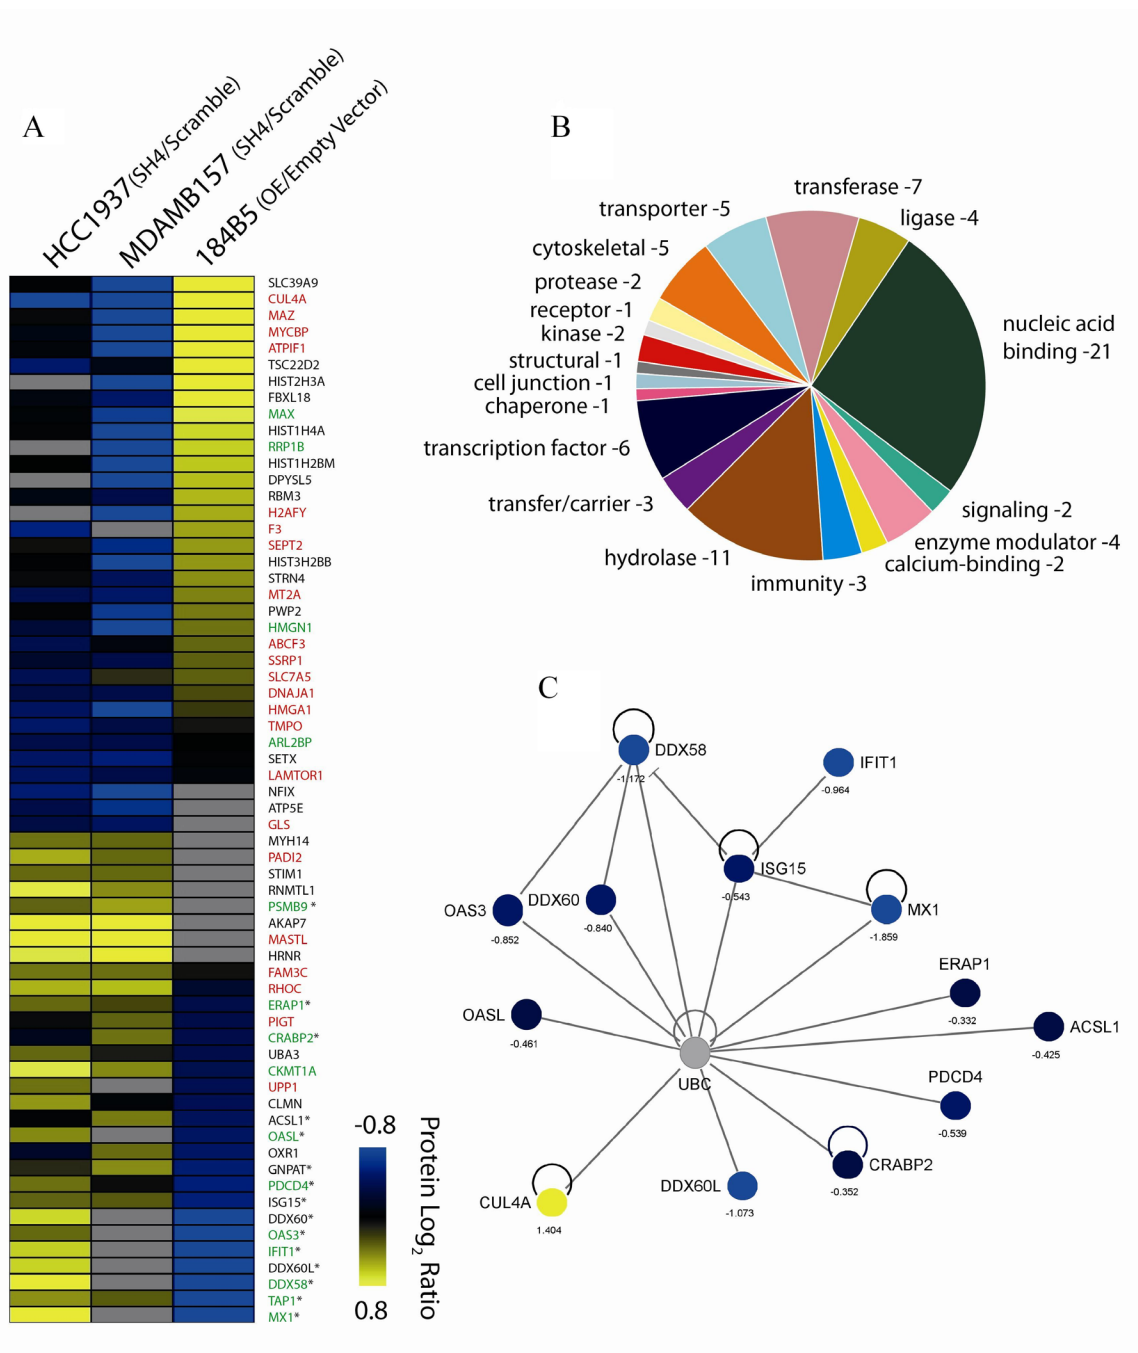 A
HCC1937(SH4/Scramble)
MDAMB157 (SH4/Scramble)
184B5 (OE/Empty Vector)
SLC39A9
CUL4A
MAZ
MYCBP
ATPIF1
TSC22D2
HIST2H3A
FBXL18
MAX
HIST1H4A
RRP1B
HIST1H2BM
DPYSL5
RBM3
H2AFY
F3
SEPT2
HIST3H2BB
STRN4
MT2A
PWP2
HMGN1
ABCF3
SSRP1
SLC7A5
DNAJA1
HMGA1
TMPO
ARL2BP
SETX
LAMTOR1
NFIX
ATP5E
GLS
MYH14
PADI2
STIM1
RNMTL1
PSMB9 *
AKAP7
MASTL
HRNR
FAM3C
RHOC
ERAP1*
PIGT
CRABP2*
UBA3
CKMT1A
UPP1
CLMN
ACSL1*
OASL*
OXR1
GNPAT*
PDCD4*
ISG15*
DDX60*
OAS3*
IFIT1*
DDX60L*
DDX58*
TAP1*
MX1*
-0.8
0.8
Protein Log2 Ratio
B
transferase -7
ligase -4
nucleic acid
binding -21
signaling -2
enzyme modulator -4
calcium-binding -2
immunity -3
hydrolase -11
transfer/carrier -3
transcription factor -6
chaperone -1
cell junction -1
structural -1
kinase -2
receptor -1
protease -2
cytoskeletal -5
transporter -5
C
DDX58
-1.172
IFIT1
-0.964
ISG15
-0.543
OAS3
-0.852
DDX60
-0.840
MX1
-1.859
ERAP1
-0.332
OASL
-0.461
ACSL1
-0.425
UBC
PDCD4
-0.539
CRABP2
-0.352
DDX60L
-1.073
CUL4A
1.404